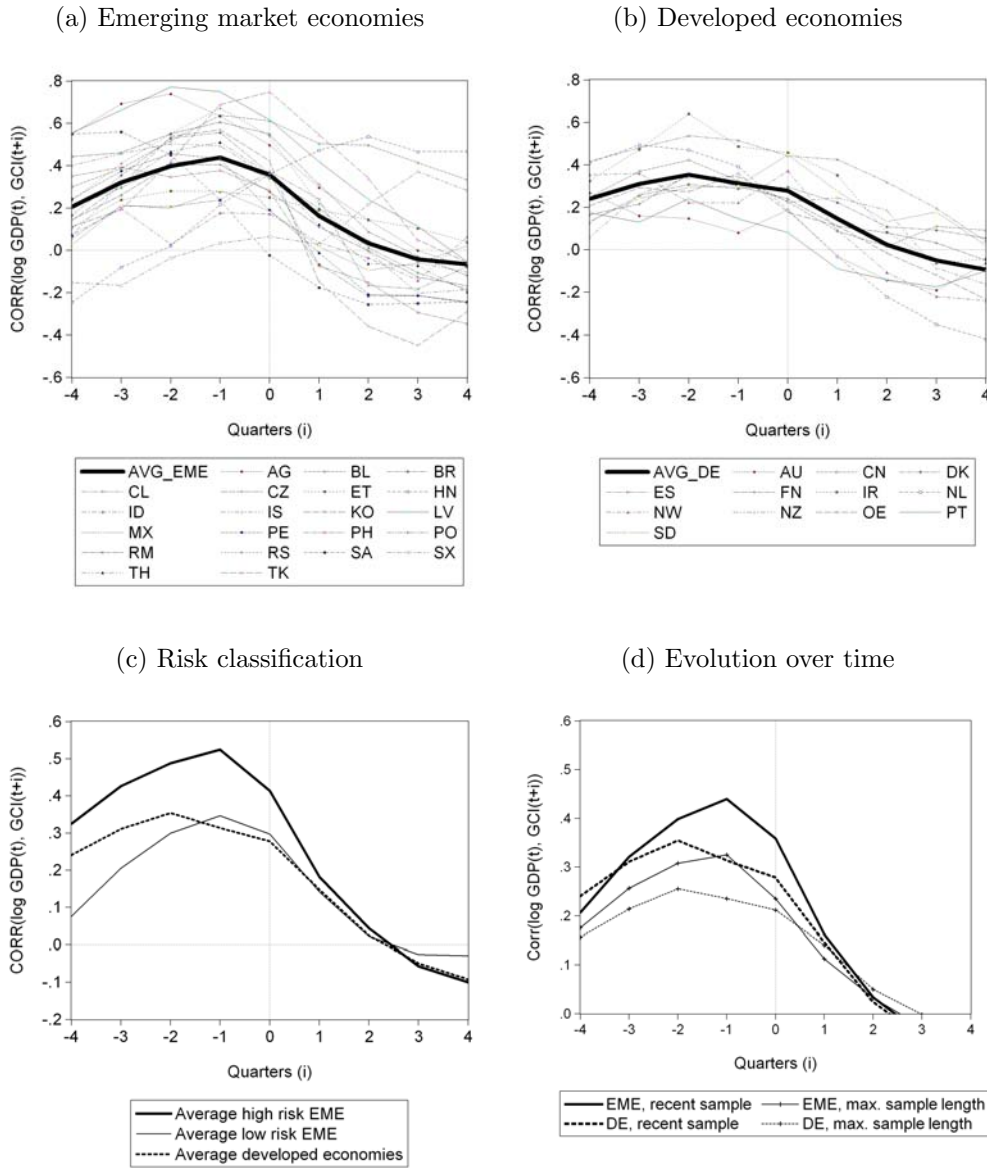 (a) Emerging market economies
(b) Developed economies
CORR(log GDP(t), GCI(t+i))
.8
.6
.4
.2
.0
-.2
-.4
-.6
-4 -3 -2 -1 0 1 2 3 4
Quarters (i)
AVG_EME AG BL BR
CL CZ ET HN
ID IS KO LV
MX PE PH PO
RM RS SA SX
TH TK
CORR(log GDP(t), GCI(t+i))
.8
.6
.4
.2
.0
-.2
-.4
-.6
-4 -3 -2 -1 0 1 2 3 4
Quarters (i)
AVG_DE AU CN DK
ES FN IR NL
NW NZ OE PT
SD
(c) Risk classification
(d) Evolution over time
CORR(log GDP(t), GCI(t+i))
.6
.5
.4
.3
.2
.1
.0
-.1
-.2
-4 -3 -2 -1 0 1 2 3 4
Quarters (i)
Average high risk EME
Average low risk EME
Average developed economies
Corr(log GDP(t), GCI(t+i))
.6
.5
.4
.3
.2
.1
.0
-4 -3 -2 -1 0 1 2 3 4
Quarters (i)
EME, recent sample EME, max. sample length
DE, recent sample DE, max. sample length